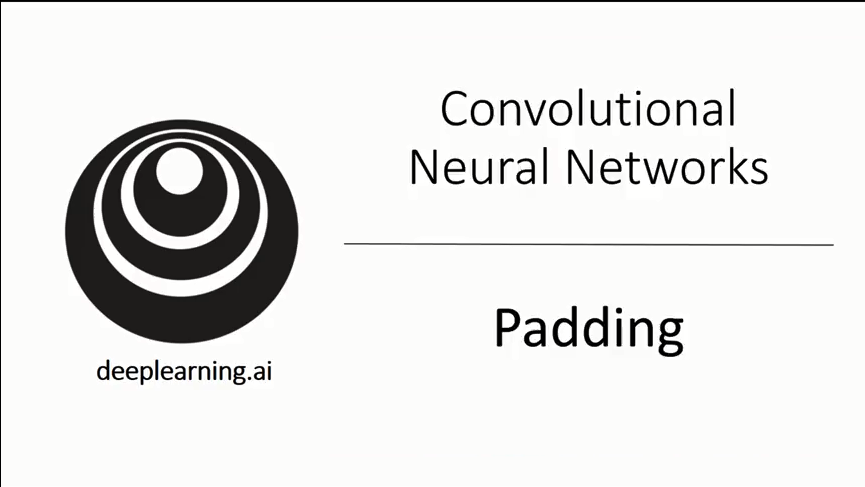 Convolutional
Neural Networks
Padding
deeplearning.ai